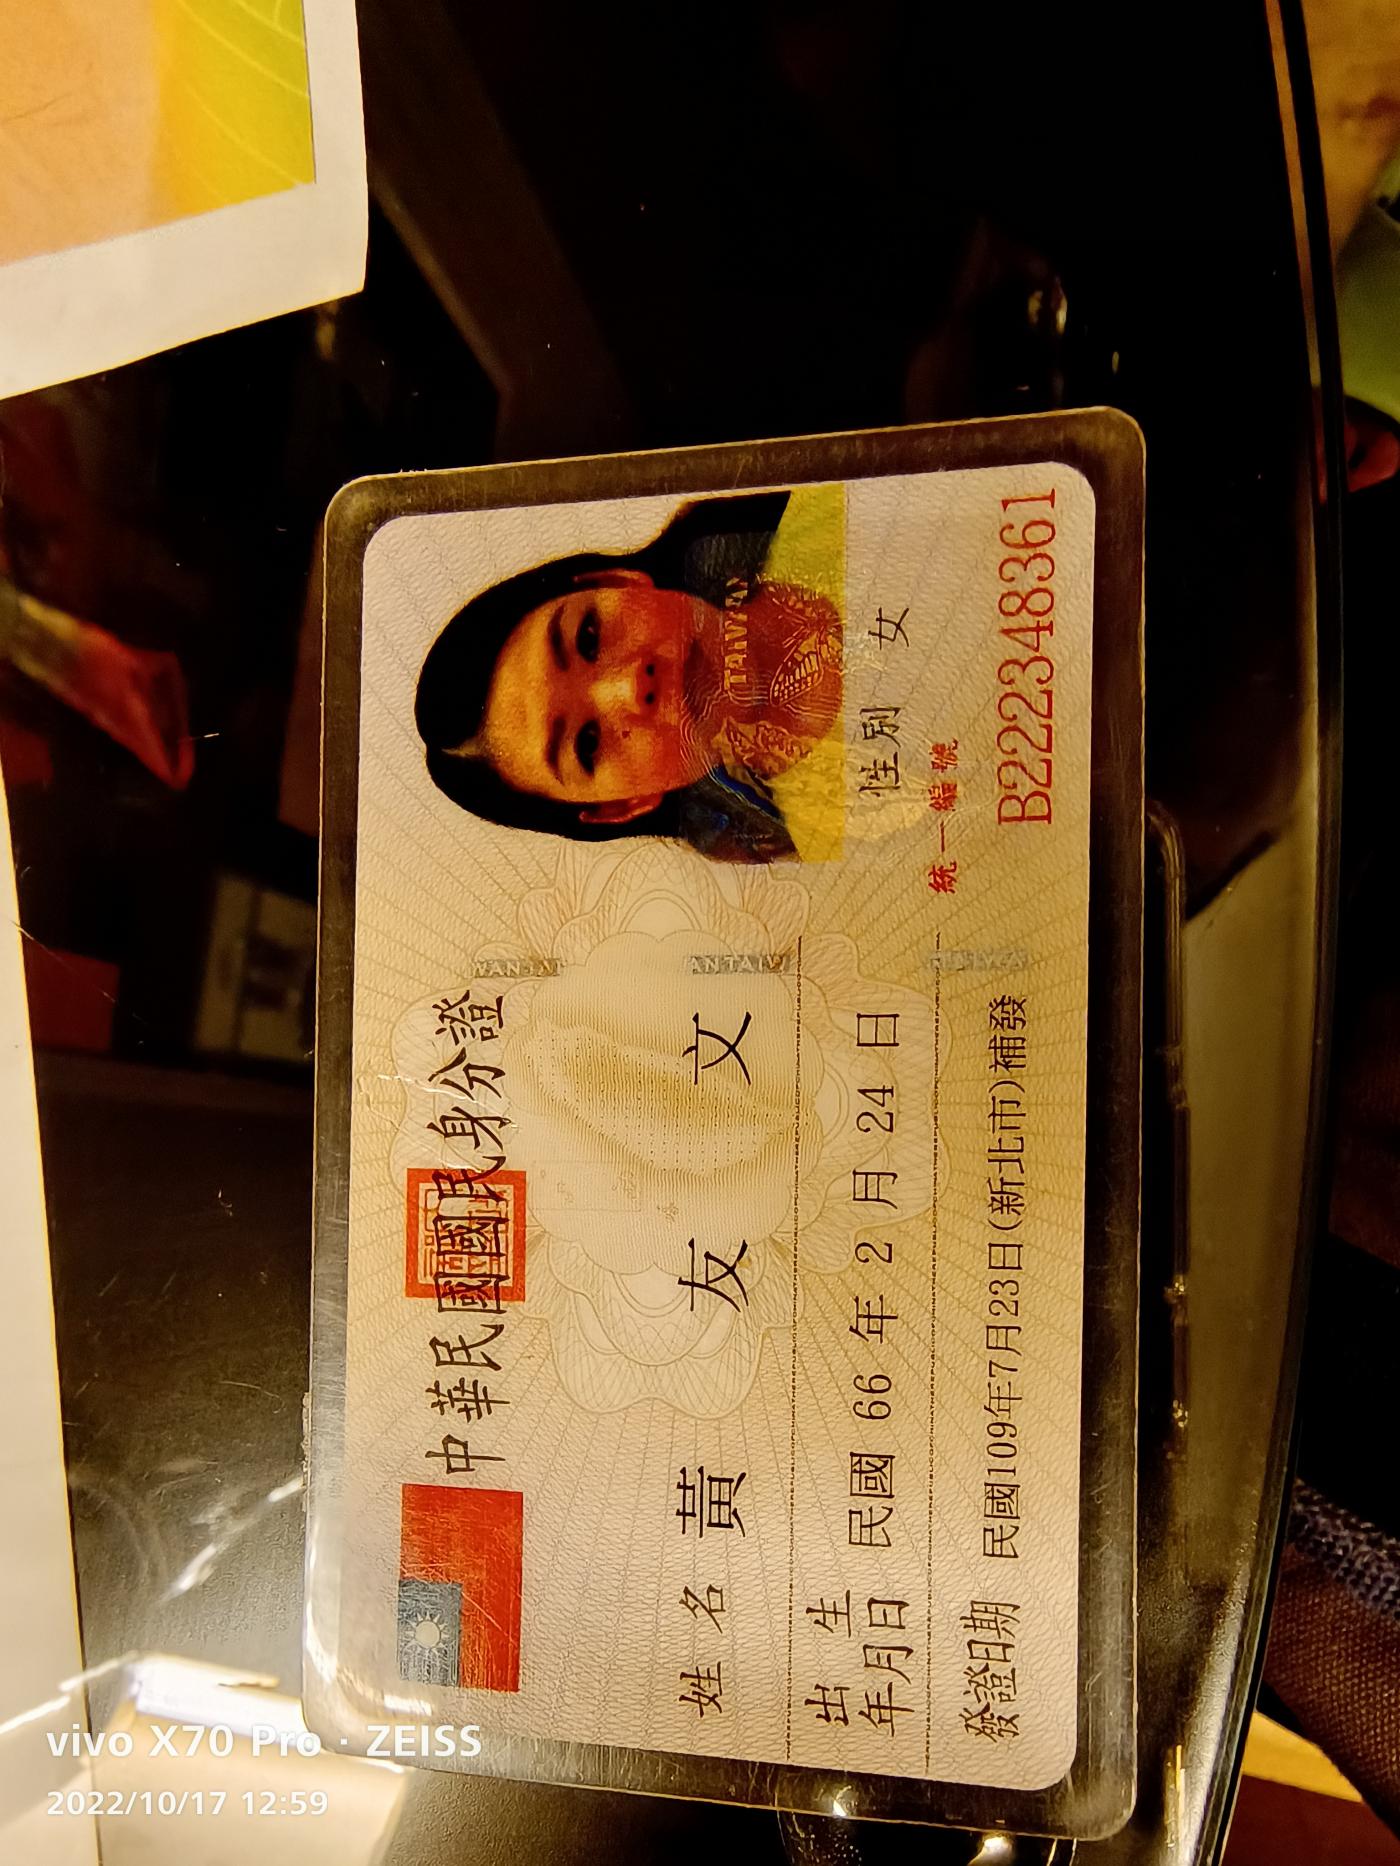 中華民國國民身分證
姓名 黃友文
出生年月日 民國 66 年 2 月 24 日
性別 女
發證日期 民國109年7月23日(新北市)補發
統一編號
B222348361
TAIWAN
vivo X70 Pro · ZEISS
2022/10/17 12:59